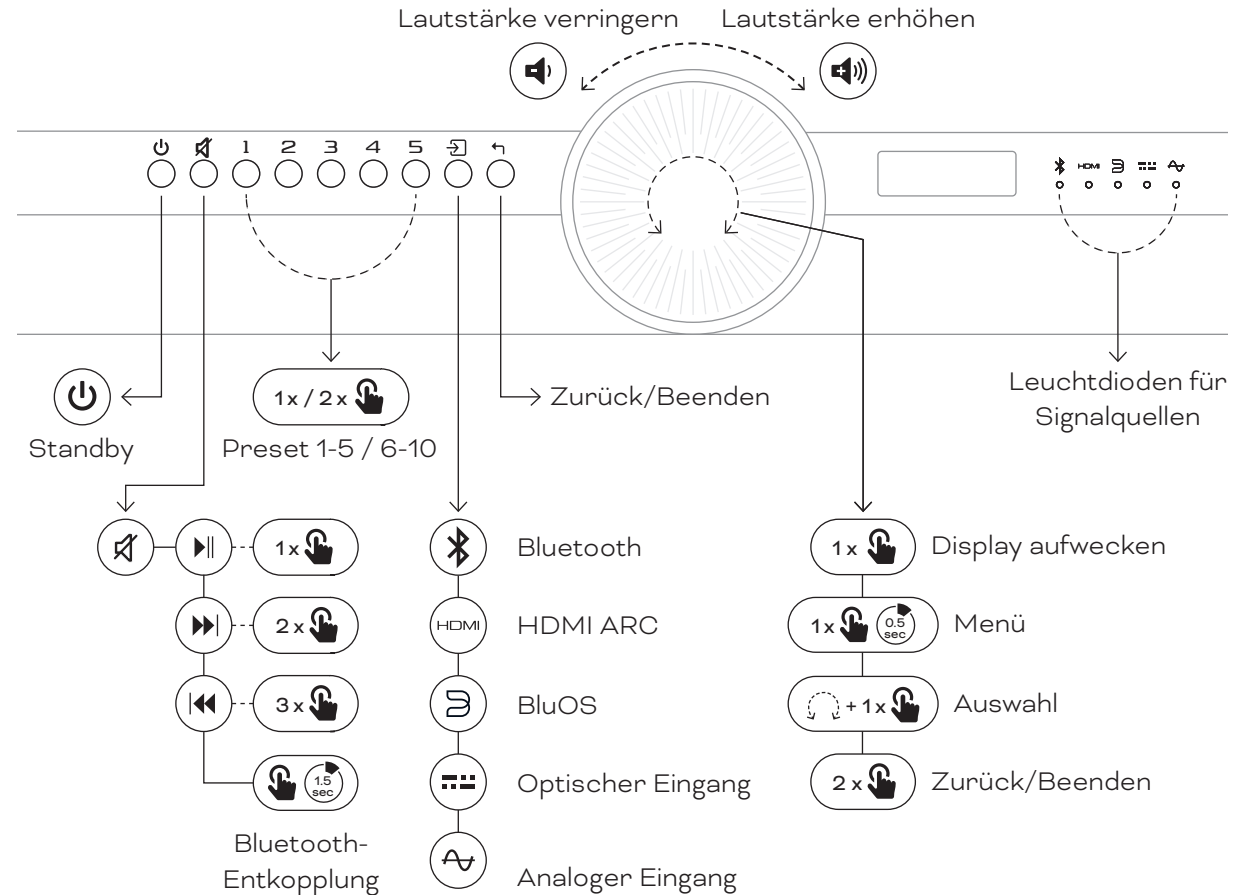 Lautstärke verringern
Lautstärke erhöhen
1 2 3 4 5
HDMI
Standby
1x / 2x
Preset 1-5 / 6-10
Zurück/Beenden
Leuchtdioden für
Signalquellen
1x
2x
3x
1.5
sec
Bluetooth-
Entkopplung
Bluetooth
HDMI
HDMI ARC
BluOS
Optischer Eingang
Analoger Eingang
1x
Display aufwecken
1x
0.5
sec
Menü
+ 1x
Auswahl
2x
Zurück/Beenden